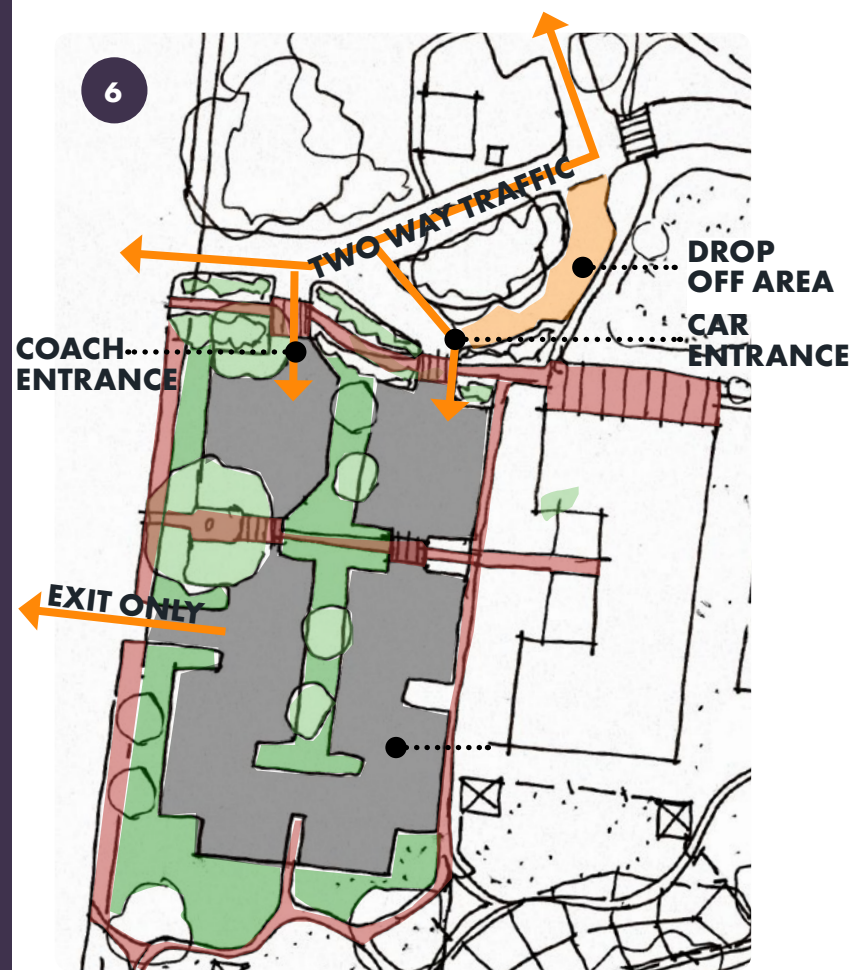 6
TWO WAY TRAFFIC
DROP
OFF AREA
CAR
ENTRANCE
COACH
ENTRANCE
EXIT ONLY